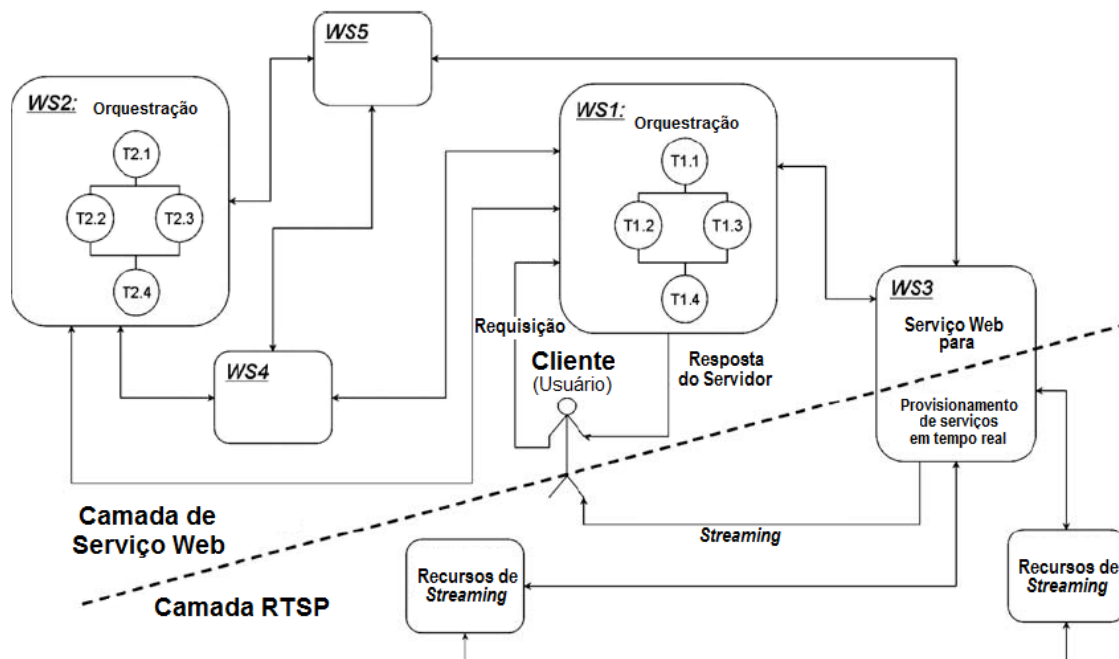 WS5
WS2:
Orquestração
T2.1
T2.2
T2.3
T2.4
WS1:
Orquestração
T1.1
T1.2
T1.3
T1.4
WS3
Serviço Web
para
Provisionamento
de serviços
em tempo real
WS4
Requisição
Cliente
(Usuário)
Resposta
do Servidor
Camada de
Serviço Web
Streaming
Camada RTSP
Recursos de
Streaming
Recursos de
Streaming